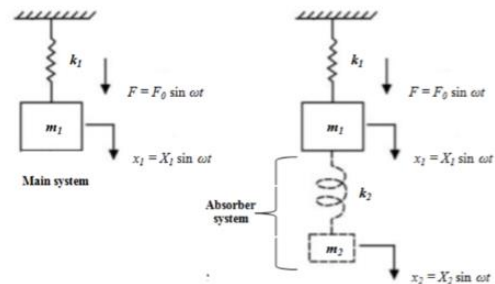 k1
F = F0 sin ωt
m1
x1 = X1 sin ωt
Main system
k1
F = F0 sin ωt
m1
x1 = X1 sin ωt
Absorber
system
k2
m2
x2 = X2 sin ωt